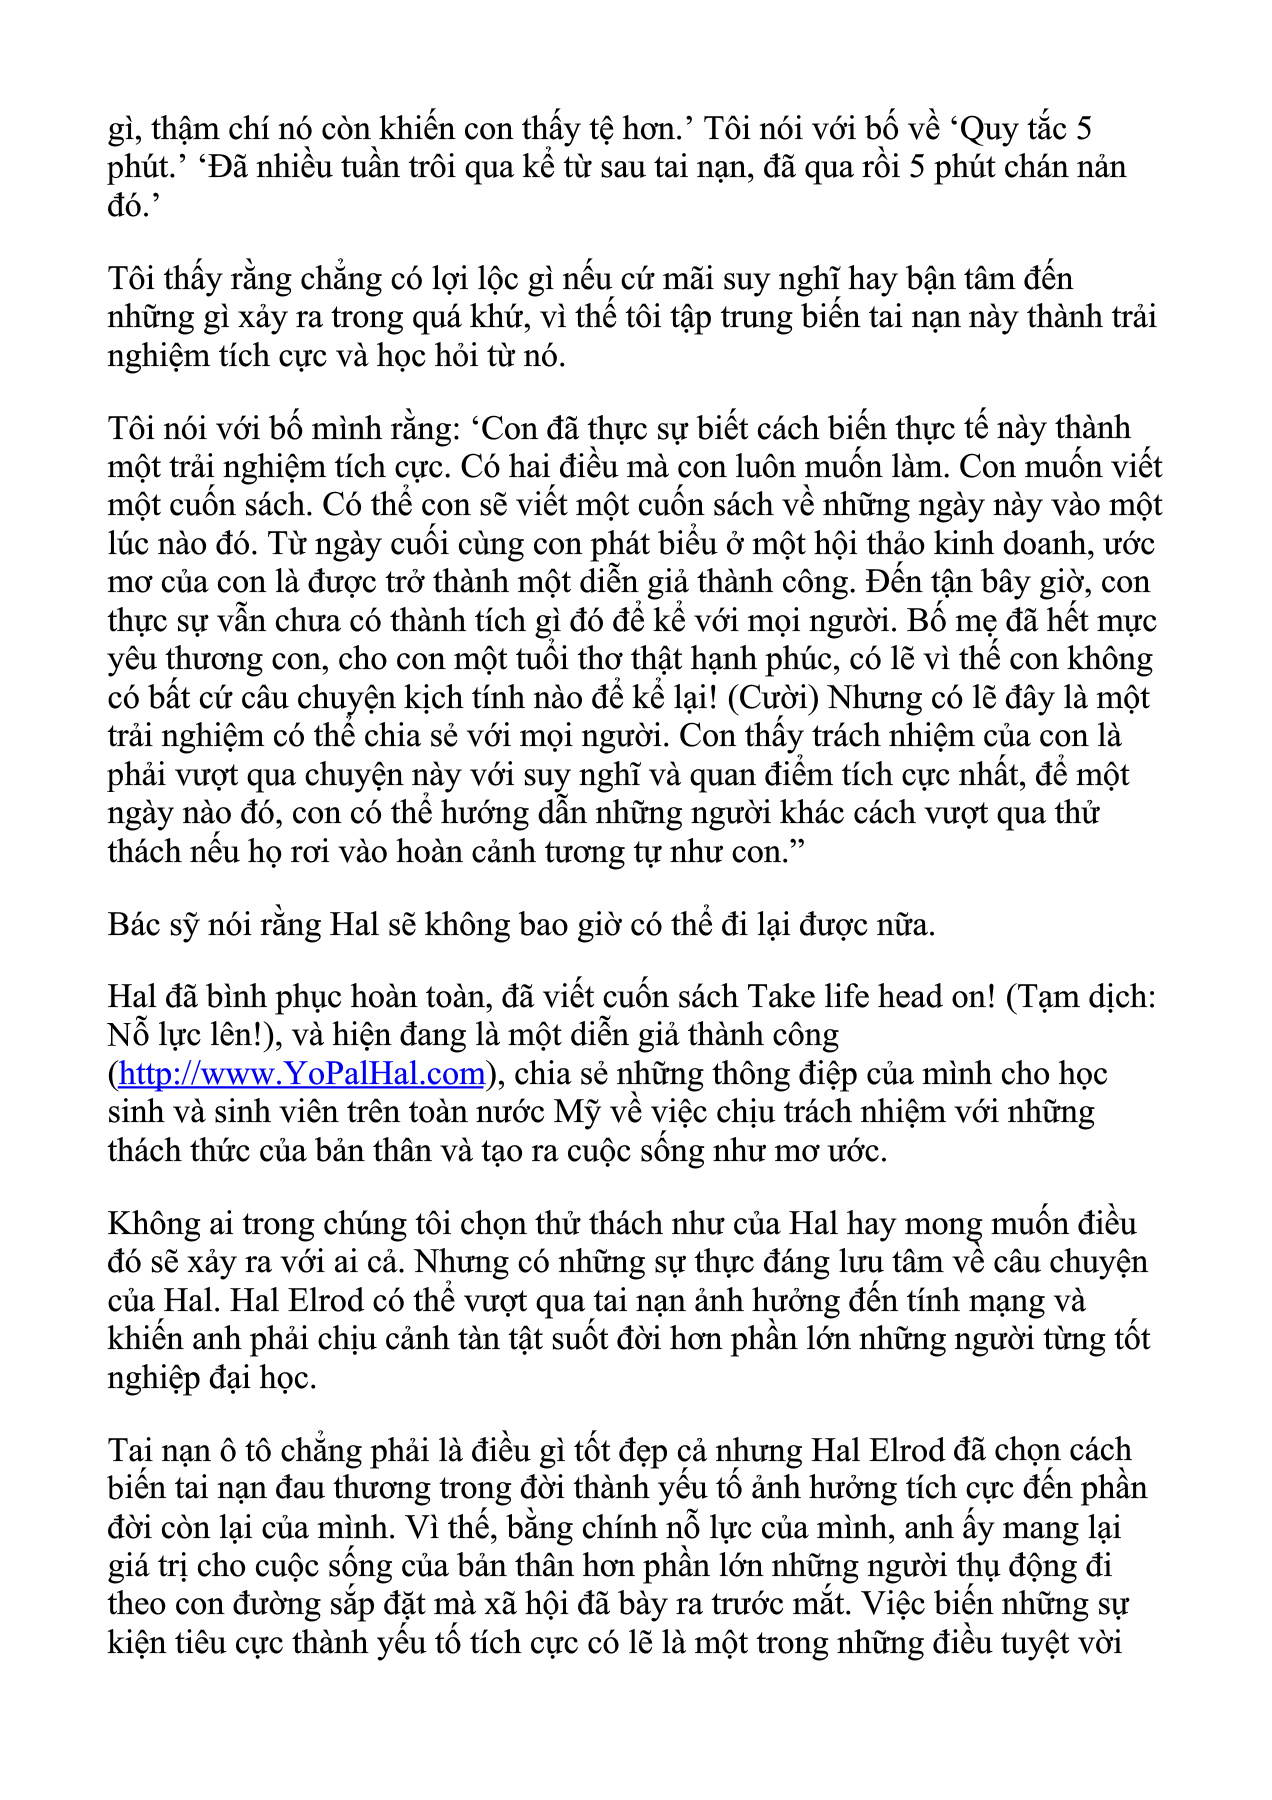 gì, thậm chí nó còn khiến con thấy tệ hơn.’ Tôi nói với bố về ‘Quy tắc 5
phút.’ ‘Đã nhiều tuần trôi qua kể từ sau tai nạn, đã qua rồi 5 phút chán nản
đó.’
Tôi thấy rằng chẳng có lợi lộc gì nếu cứ mãi suy nghĩ hay bận tâm đến
những gì xảy ra trong quá khứ, vì thế tôi tập trung biến tai nạn này thành trải
nghiệm tích cực và học hỏi từ nó.
Tôi nói với bố mình rằng: ‘Con đã thực sự biết cách biến thực tế này thành
một trải nghiệm tích cực. Có hai điều mà con luôn muốn làm. Con muốn viết
một cuốn sách. Có thể con sẽ viết một cuốn sách về những ngày này vào một
lúc nào đó. Từ ngày cuối cùng con phát biểu ở một hội thảo kinh doanh, ước
mơ của con là được trở thành một diễn giả thành công. Đến tận bây giờ, con
thực sự vẫn chưa có thành tích gì đó để kể với mọi người. Bố mẹ đã hết mực
yêu thương con, cho con một tuổi thơ thật hạnh phúc, có lẽ vì thế con không
có bất cứ câu chuyện kịch tính nào để kể lại! (Cười) Nhưng có lẽ đây là một
trải nghiệm có thể chia sẻ với mọi người. Con thấy trách nhiệm của con là
phải vượt qua chuyện này với suy nghĩ và quan điểm tích cực nhất, để một
ngày nào đó, con có thể hướng dẫn những người khác cách vượt qua thử
thách nếu họ rơi vào hoàn cảnh tương tự như con.”
Bác sỹ nói rằng Hal sẽ không bao giờ có thể đi lại được nữa.
Hal đã bình phục hoàn toàn, đã viết cuốn sách Take life head on! (Tạm dịch:
Nỗ lực lên!), và hiện đang là một diễn giả thành công
(http://www.YoPalHal.com), chia sẻ những thông điệp của mình cho học
sinh và sinh viên trên toàn nước Mỹ về việc chịu trách nhiệm với những
thách thức của bản thân và tạo ra cuộc sống như mơ ước.
Không ai trong chúng tôi chọn thử thách như của Hal hay mong muốn điều
đó sẽ xảy ra với ai cả. Nhưng có những sự thực đáng lưu tâm về câu chuyện
của Hal. Hal Elrod có thể vượt qua tai nạn ảnh hưởng đến tính mạng và
khiến anh phải chịu cảnh tàn tật suốt đời hơn phần lớn những người từng tốt
nghiệp đại học.
Tai nạn ô tô chẳng phải là điều gì tốt đẹp cả nhưng Hal Elrod đã chọn cách
biến tai nạn đau thương trong đời thành yếu tố ảnh hưởng tích cực đến phần
đời còn lại của mình. Vì thế, bằng chính nỗ lực của mình, anh ấy mang lại
giá trị cho cuộc sống của bản thân hơn phần lớn những người thụ động đi
theo con đường sắp đặt mà xã hội đã bày ra trước mắt. Việc biến những sự
kiện tiêu cực thành yếu tố tích cực có lẽ là một trong những điều tuyệt vời